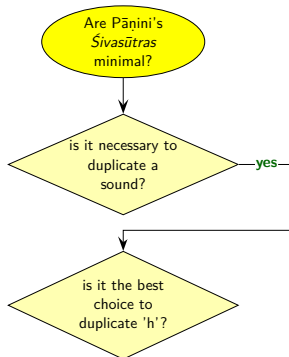 Are Pāṇini's
Śivasūtras
minimal?
is it necessary to
duplicate a
sound?
yes
is it the best
choice to
duplicate 'h'?